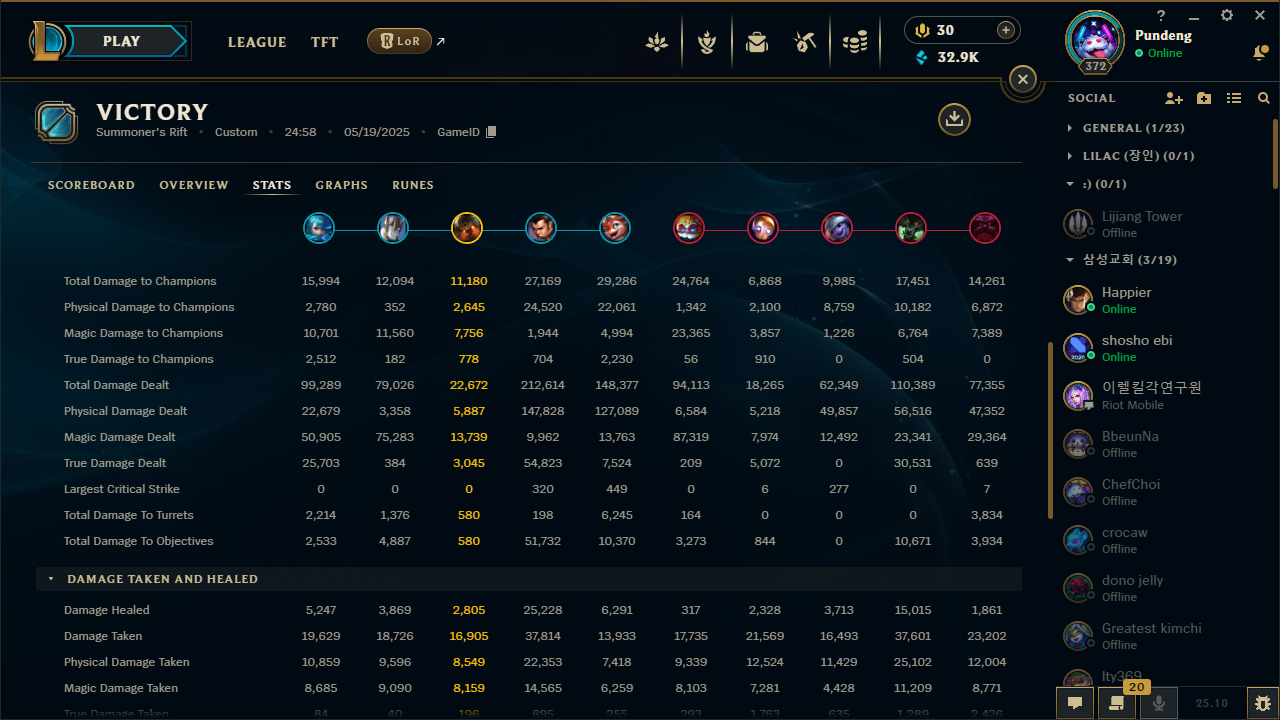 PLAY
LEAGUE
TFT
LoR
30
32.9K
?
Pundeng
Online
372
VICTORY
Summoner's Rift • Custom • 24:58 • 05/19/2025 • GameID
SCOREBOARD OVERVIEW STATS GRAPHS RUNES
Total Damage to Champions 15,994 12,094 11,180 27,169 29,286 24,764 6,868 9,985 17,451 14,261
Physical Damage to Champions 2,780 352 2,645 24,520 22,061 1,342 2,100 8,759 10,182 6,872
Magic Damage to Champions 10,701 11,560 7,756 1,944 4,994 23,365 3,857 1,226 6,764 7,389
True Damage to Champions 2,512 182 778 704 2,230 56 910 0 504 0
Total Damage Dealt 99,289 79,026 22,672 212,614 148,377 94,113 18,265 62,349 110,389 77,355
Physical Damage Dealt 22,679 3,358 5,887 147,828 127,089 6,584 5,218 49,857 56,516 47,352
Magic Damage Dealt 50,905 75,283 13,739 9,962 13,763 87,319 7,974 12,492 23,341 29,364
True Damage Dealt 25,703 384 3,045 54,823 7,524 209 5,072 0 30,531 639
Largest Critical Strike 0 0 0 320 449 0 6 277 0 7
Total Damage To Turrets 2,214 1,376 580 198 6,245 164 0 0 0 3,834
Total Damage To Objectives 2,533 4,887 580 51,732 10,370 3,273 844 0 10,671 3,934
DAMAGE TAKEN AND HEALED
Damage Healed 5,247 3,869 2,805 25,228 6,291 317 2,328 3,713 15,015 1,861
Damage Taken 19,629 18,726 16,905 37,814 13,933 17,735 21,569 16,493 37,601 23,202
Physical Damage Taken 10,859 9,596 8,549 22,353 7,418 9,339 12,524 11,429 25,102 12,004
Magic Damage Taken 8,685 9,090 8,159 14,565 6,259 8,103 7,281 4,428 11,209 8,771
True Damage Taken 84 40 196 895 255 293 1,763 635 1,289 2,426
SOCIAL
GENERAL (1/23)
LILAC (장인) (0/1)
:) (0/1)
Lijiang Tower
Offline
삼성교회 (3/19)
Happier
Online
shosho ebi
Online
이렐킬각연구원
Riot Mobile
BbeunNa
Offline
ChefChoi
Offline
crocaw
Offline
dono jelly
Offline
Greatest kimchi
Offline
lty369
20
25.10